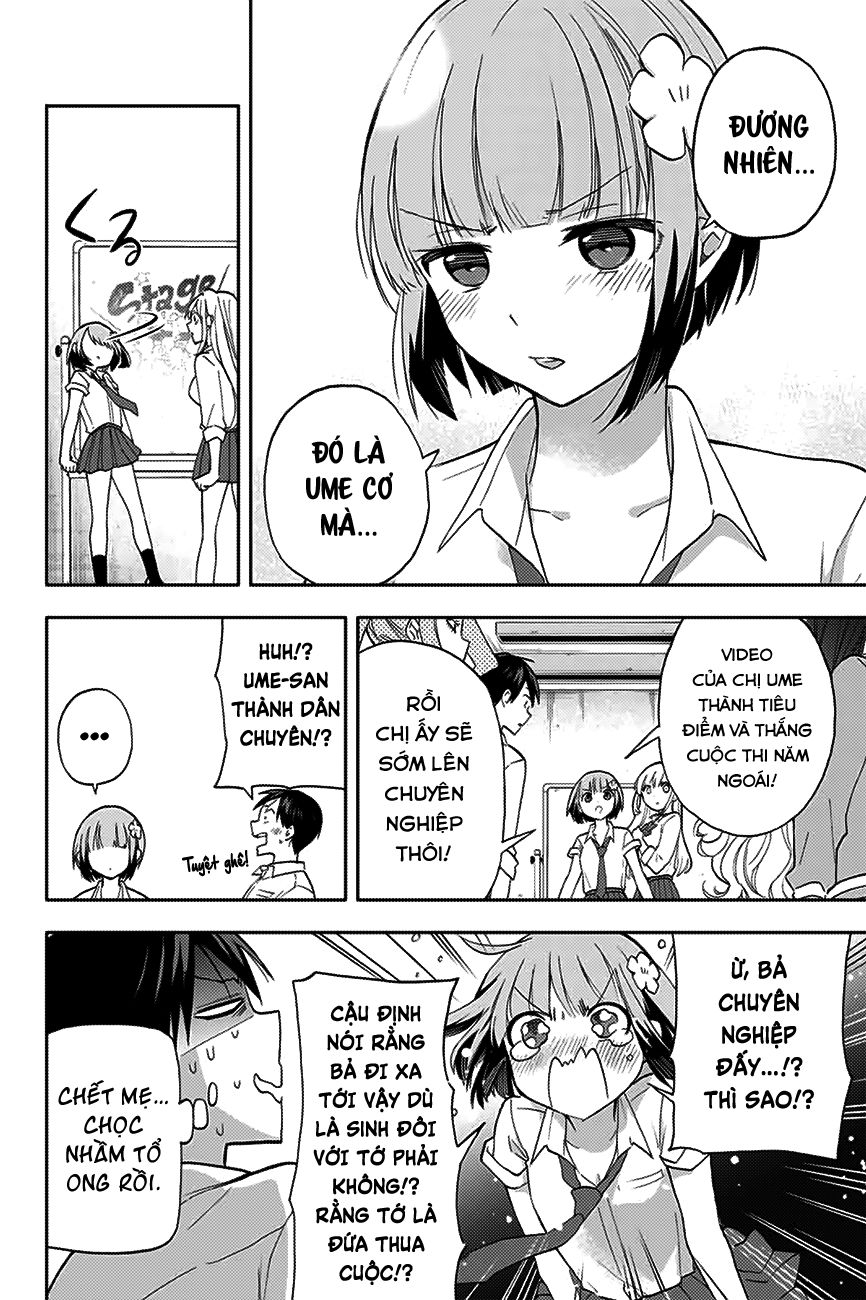 ĐƯƠNG
NHIÊN...
ĐÓ LÀ
UME CƠ
MÀ...
くる
Stage
VIDEO
CỦA CHỊ UME
THÀNH TIÊU
ĐIỂM VÀ THẮNG
CUỘC THI NĂM
NGOÁI!
RỒI
CHỊ ẤY SẼ
SỚM LÊN
CHUYÊN
NGHIỆP
THÔI!
HUH!?
UME-SAN
THÀNH DÂN
CHUYÊN!?
Tuyệt ghê!
...
Ừ, BẢ
CHUYÊN
NGHIỆP
ĐẤY...!?
THÌ SAO!?
CẬU ĐỊNH
NÓI RẰNG
BẢ ĐI XA
TỚI VẬY DÙ
LÀ SINH ĐÔI
VỚI TỚ PHẢI
KHÔNG!?
RẰNG TỚ LÀ
ĐỨA THUA
CUỘC!?
CHẾT MẸ...
CHỌC
NHẦM TỔ
ONG RỒI.